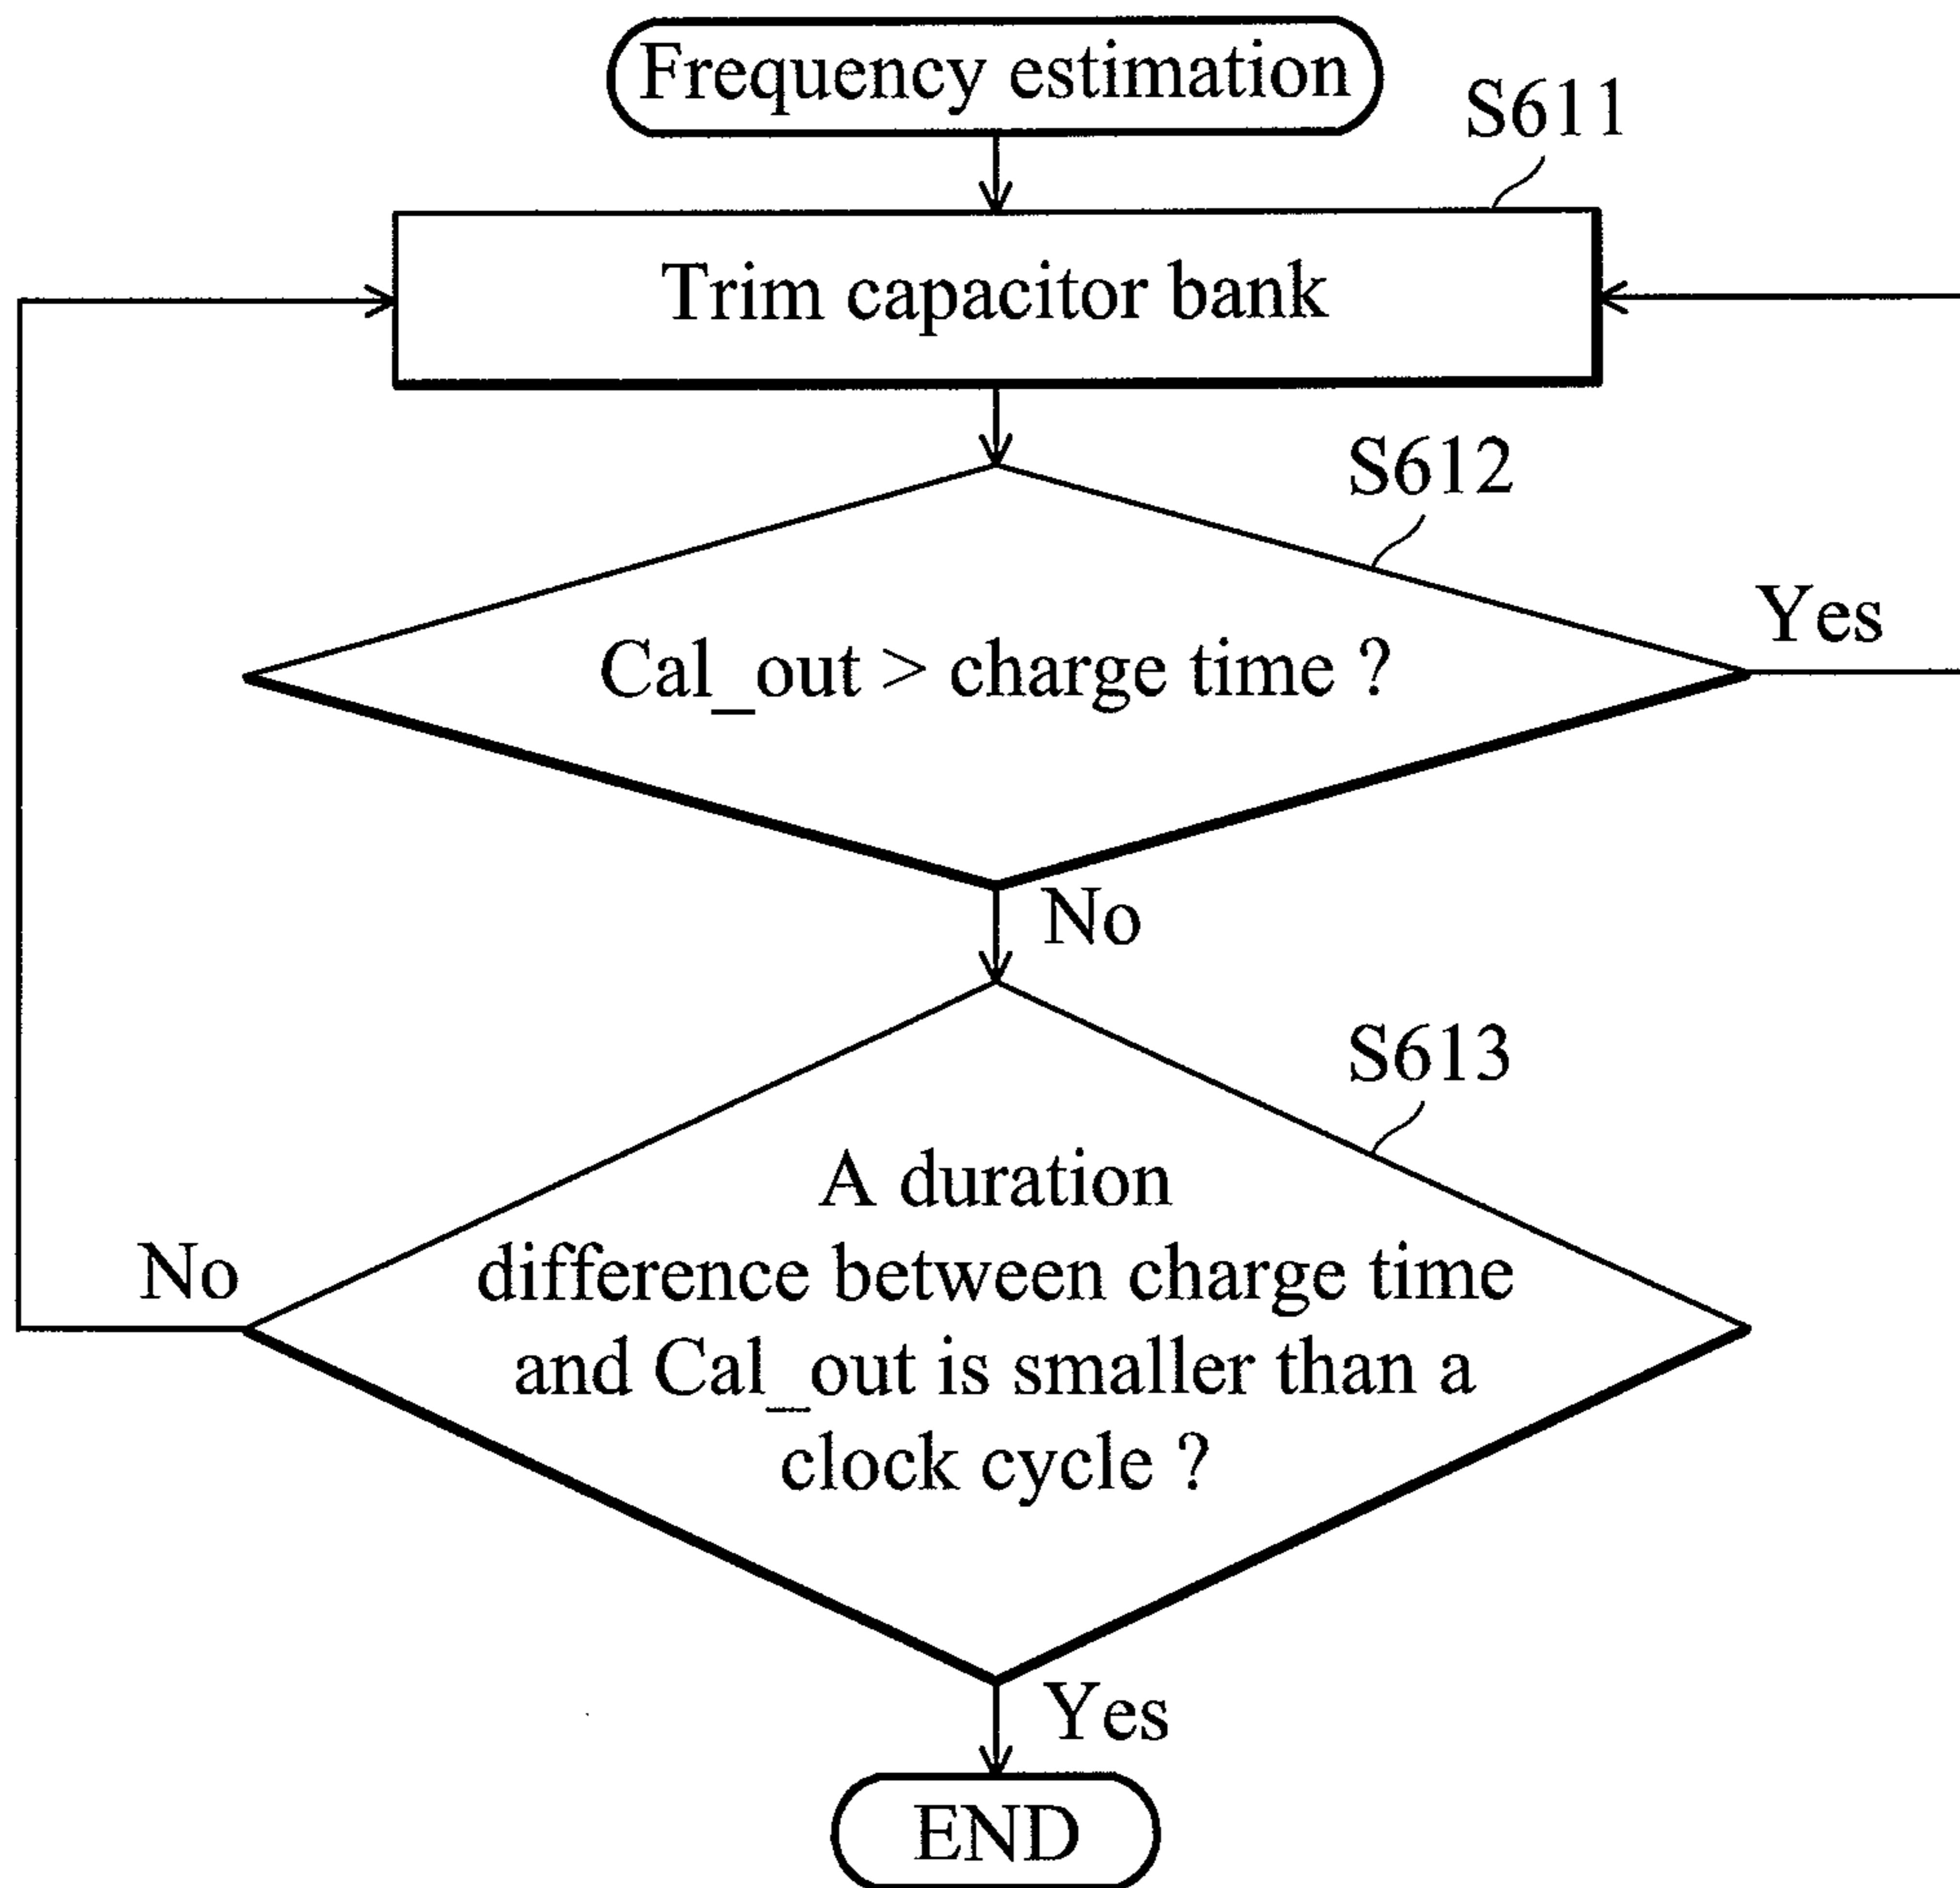 Frequency estimation
S611
Trim capacitor bank
S612
Cal_out > charge time ?
Yes
No
S613
A duration
difference between charge time
and Cal_out is smaller than a
clock cycle ?
No
Yes
END